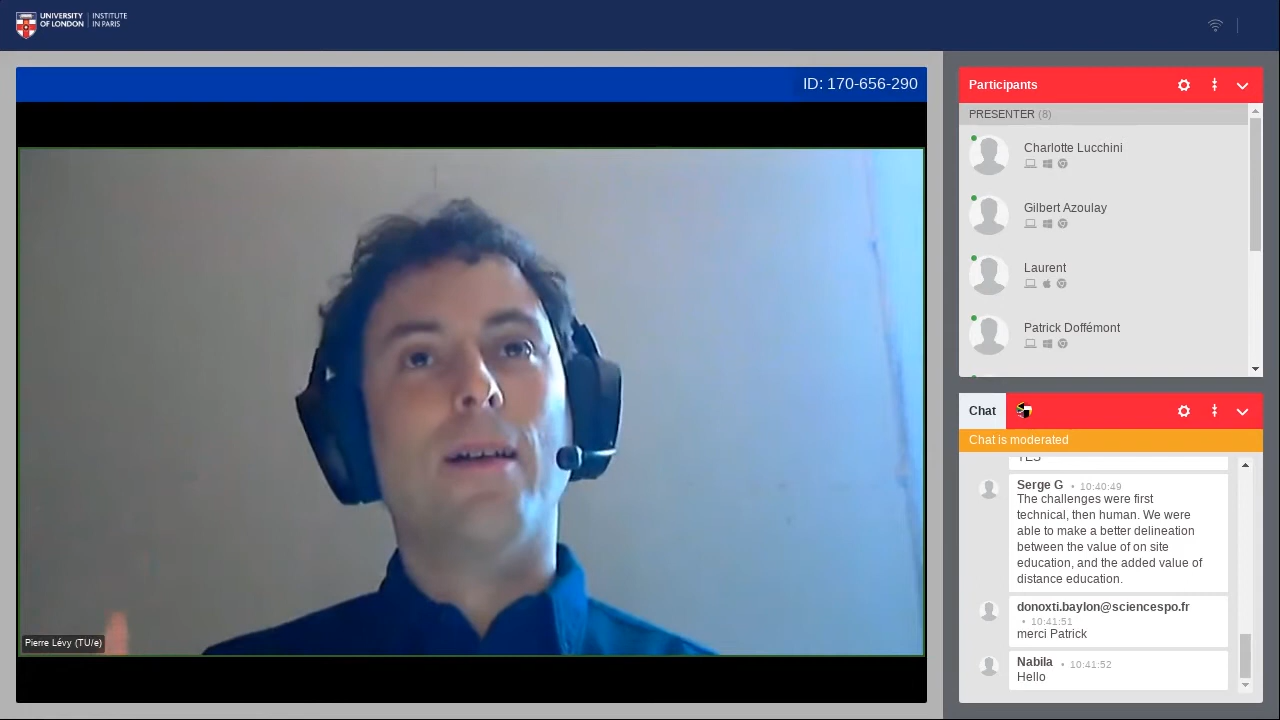 UNIVERSITY INSTITUTE
OF LONDON IN PARIS
ID: 170-656-290
Pierre Lévy (TU/e)
Participants
PRESENTER (8)
Charlotte Lucchini
Gilbert Azoulay
Laurent
Patrick Doffémont
Chat
Chat is moderated
YES
Serge G • 10:40:49
The challenges were first
technical, then human. We were
able to make a better delineation
between the value of on site
education, and the added value of
distance education.
donoxti.baylon@sciencespo.fr
• 10:41:51
merci Patrick
Nabila • 10:41:52
Hello